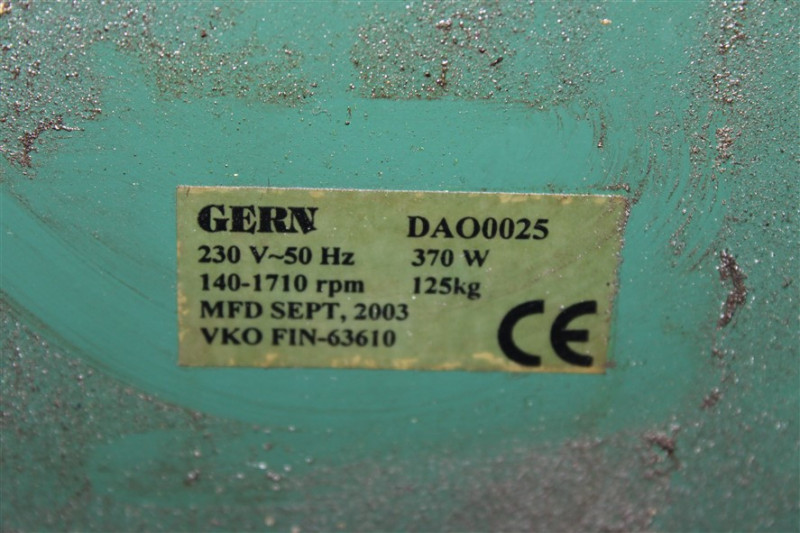 GERN DAO0025
230 V~50 Hz 370 W
140-1710 rpm 125kg
MFD SEPT, 2003
VKO FIN-63610 CE